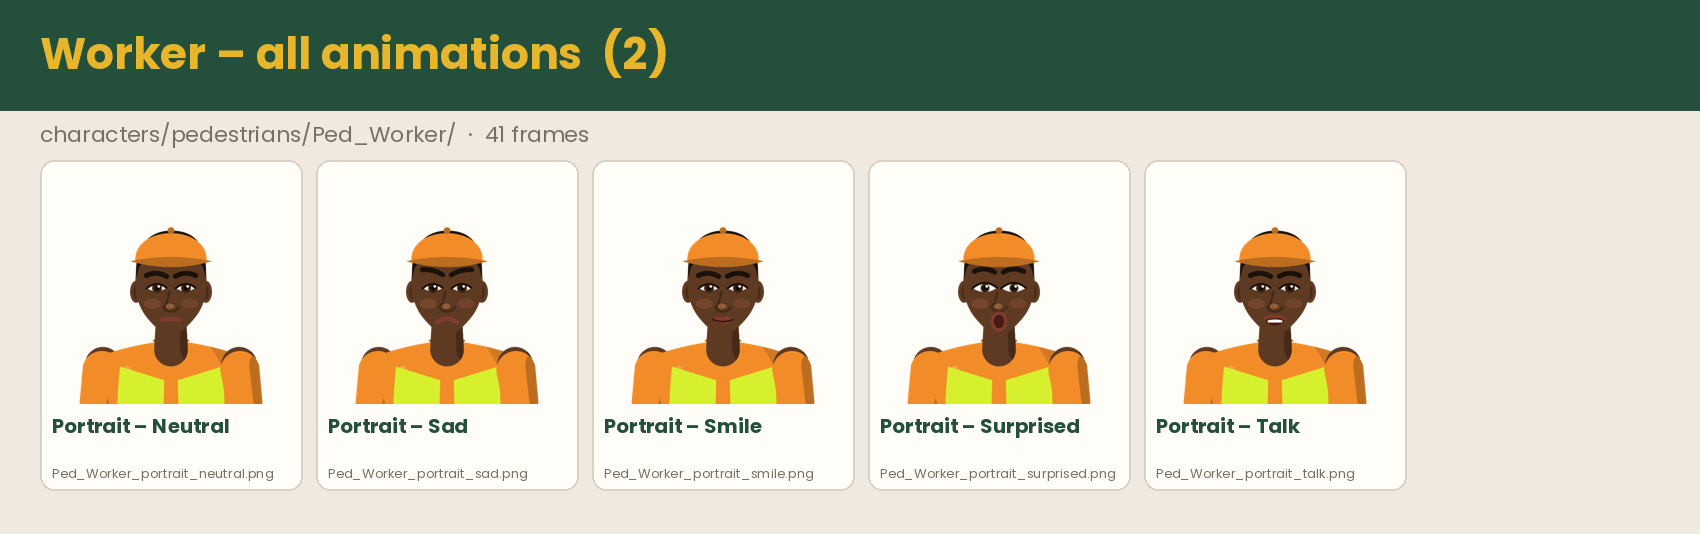 Worker – all animations (2)
characters/pedestrians/Ped_Worker/ · 41 frames
Portrait – Neutral
Ped_Worker_portrait_neutral.png
Portrait – Sad
Ped_Worker_portrait_sad.png
Portrait – Smile
Ped_Worker_portrait_smile.png
Portrait – Surprised
Ped_Worker_portrait_surprised.png
Portrait – Talk
Ped_Worker_portrait_talk.png